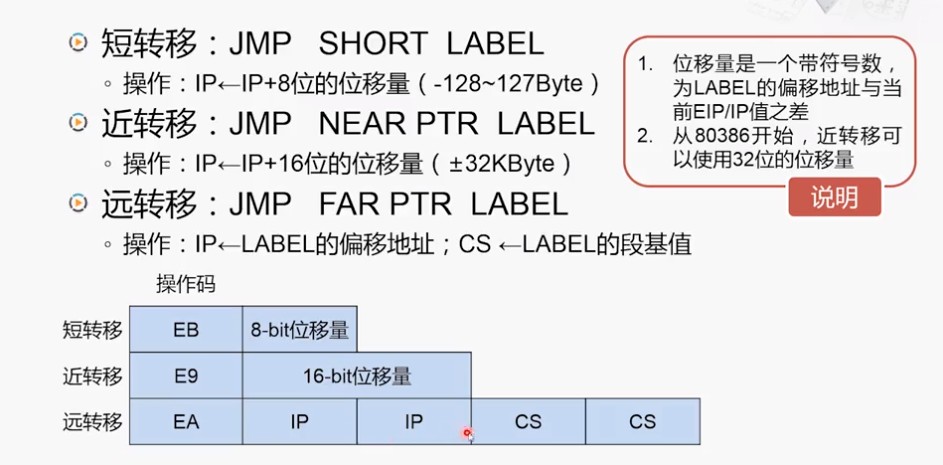 短转移：JMP SHORT LABEL
操作：IP←IP+8位的位移量（-128~127Byte）
近转移：JMP NEAR PTR LABEL
操作：IP←IP+16位的位移量（±32KByte）
远转移：JMP FAR PTR LABEL
操作：IP←LABEL的偏移地址；CS ←LABEL的段基值
1. 位移量是一个带符号数，
为LABEL的偏移地址与当
前EIP/IP值之差
2. 从80386开始，近转移可
以使用32位的位移量
说明
操作码
短转移 EB 8-bit位移量
近转移 E9 16-bit位移量
远转移 EA IP IP CS CS